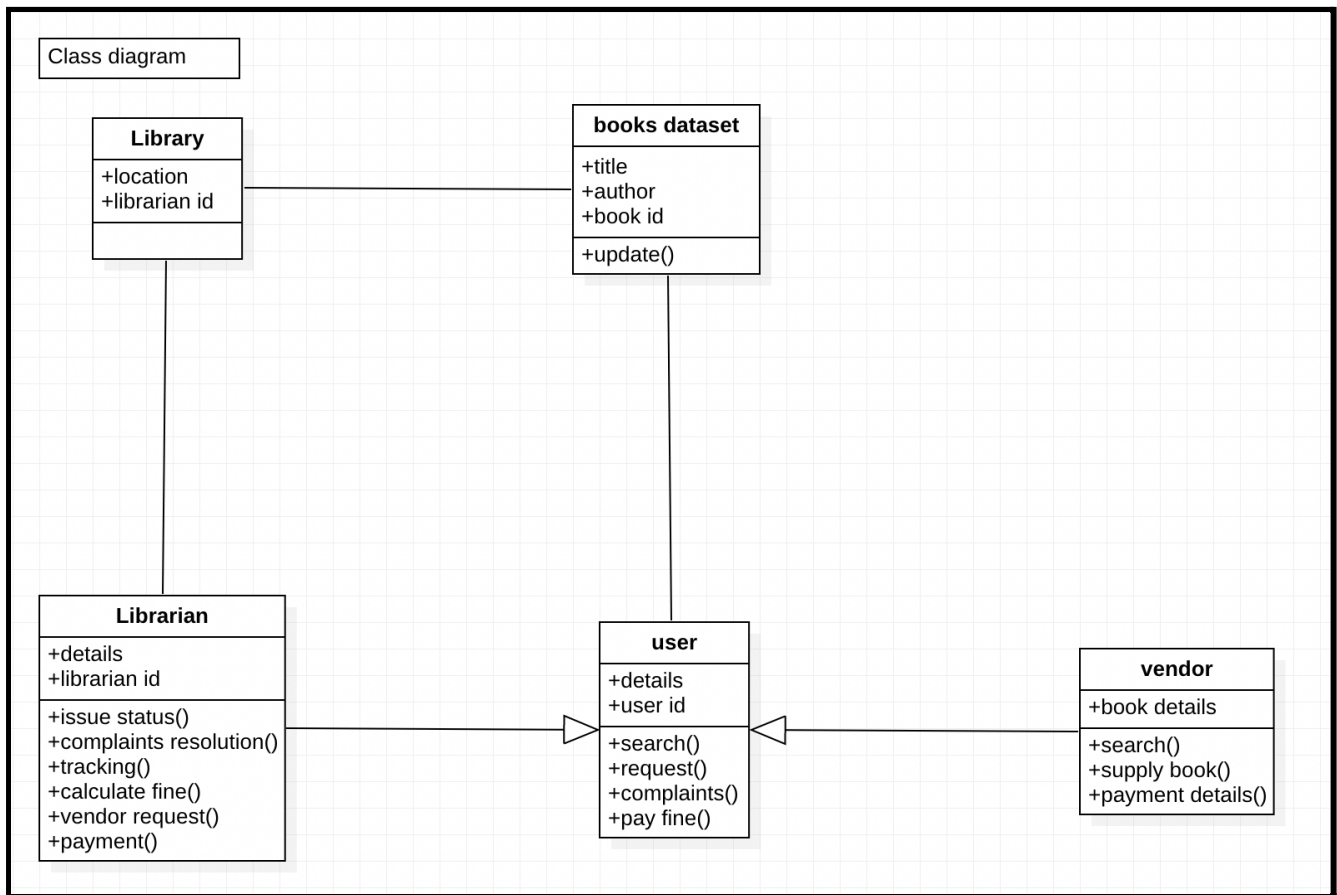 Class diagram
Library
+location
+librarian id
books dataset
+title
+author
+book id
+update()
Librarian
+details
+librarian id
+issue status()
+complaints resolution()
+tracking()
+calculate fine()
+vendor request()
+payment()
user
+details
+user id
+search()
+request()
+complaints()
+pay fine()
vendor
+book details
+search()
+supply book()
+payment details()